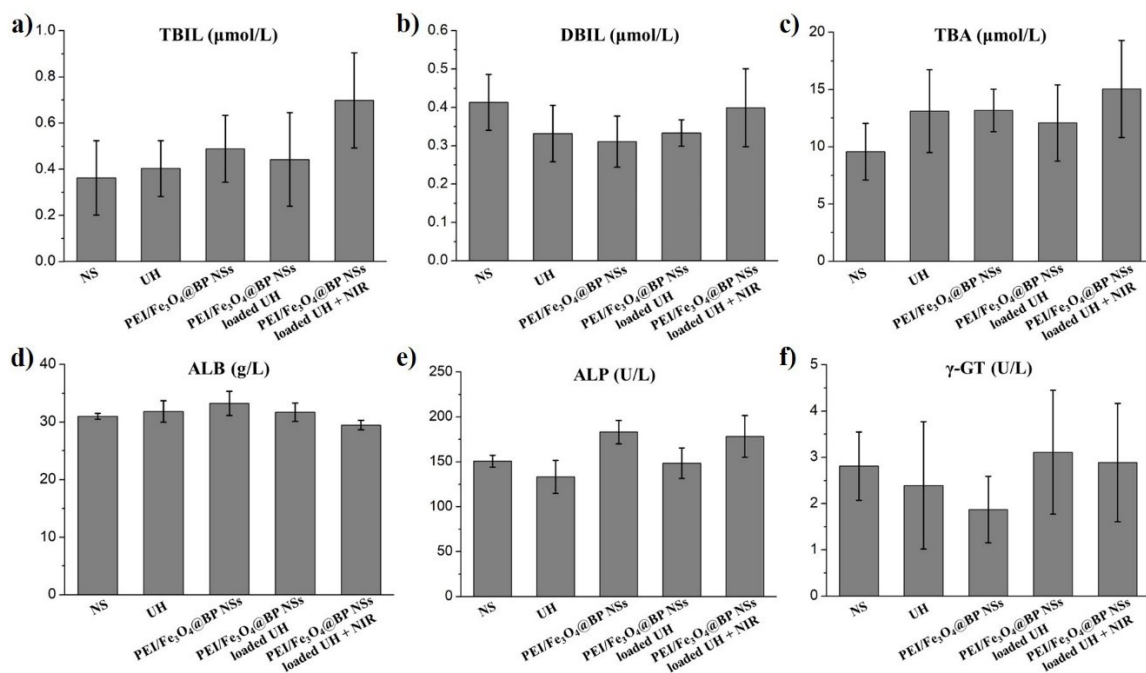 a)
TBIL (μmol/L)
1.0
0.8
0.6
0.4
0.2
0.0
NS
UH
PEI/Fe₃O₄@BP NSs
PEI/Fe₃O₄@BP NSs
loaded UH
PEI/Fe₃O₄@BP NSs
loaded UH + NIR
b)
DBIL (μmol/L)
0.6
0.5
0.4
0.3
0.2
0.1
0.0
NS
UH
PEI/Fe₃O₄@BP NSs
PEI/Fe₃O₄@BP NSs
loaded UH
PEI/Fe₃O₄@BP NSs
loaded UH + NIR
c)
TBA (μmol/L)
20
15
10
5
0
NS
UH
PEI/Fe₃O₄@BP NSs
PEI/Fe₃O₄@BP NSs
loaded UH
PEI/Fe₃O₄@BP NSs
loaded UH + NIR
d)
ALB (g/L)
40
30
20
10
0
NS
UH
PEI/Fe₃O₄@BP NSs
PEI/Fe₃O₄@BP NSs
loaded UH
PEI/Fe₃O₄@BP NSs
loaded UH + NIR
e)
ALP (U/L)
250
200
150
100
50
0
NS
UH
PEI/Fe₃O₄@BP NSs
PEI/Fe₃O₄@BP NSs
loaded UH
PEI/Fe₃O₄@BP NSs
loaded UH + NIR
f)
γ-GT (U/L)
5
4
3
2
1
0
NS
UH
PEI/Fe₃O₄@BP NSs
PEI/Fe₃O₄@BP NSs
loaded UH
PEI/Fe₃O₄@BP NSs
loaded UH + NIR